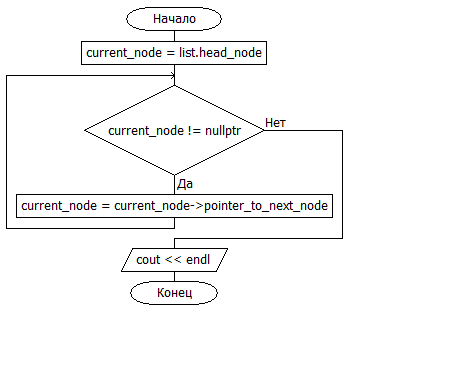 Начало
current_node = list.head_node
current_node != nullptr
Нет
Да
current_node = current_node->pointer_to_next_node
cout << endl
Конец